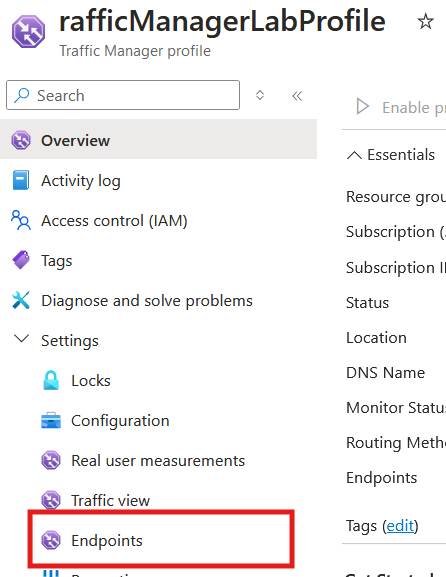 rafficManagerLabProfile
Traffic Manager profile
Search
Overview
Activity log
Access control (IAM)
Tags
Diagnose and solve problems
Settings
Locks
Configuration
Real user measurements
Traffic view
Endpoints
Enable pr
Essentials
Resource grou
Subscription (
Subscription I
Status
Location
DNS Name
Monitor Statu
Routing Meth
Endpoints
Tags (edit)